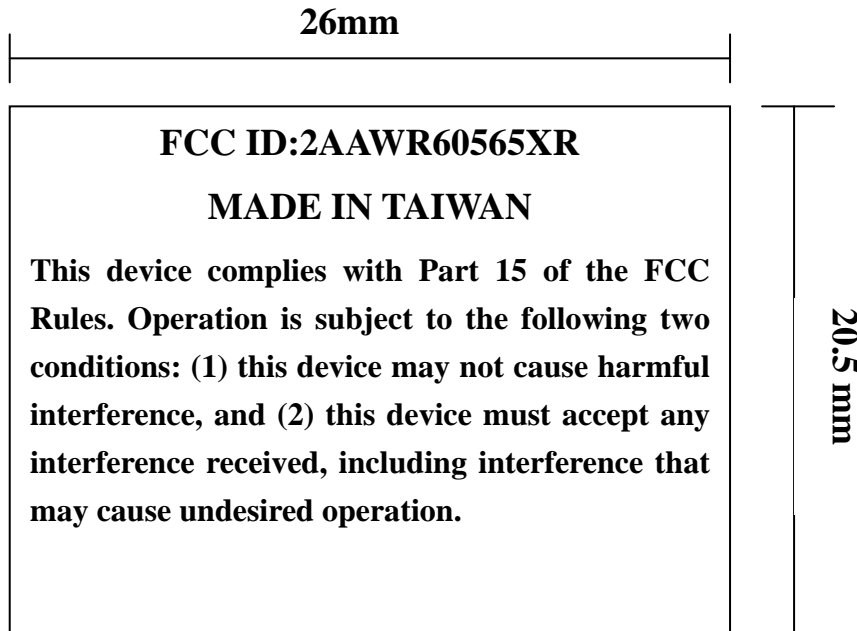 26mm
FCC ID:2AAWR60565XR
MADE IN TAIWAN
This device complies with Part 15 of the FCC
Rules. Operation is subject to the following two
conditions: (1) this device may not cause harmful
interference, and (2) this device must accept any
interference received, including interference that
may cause undesired operation.
20.5 mm